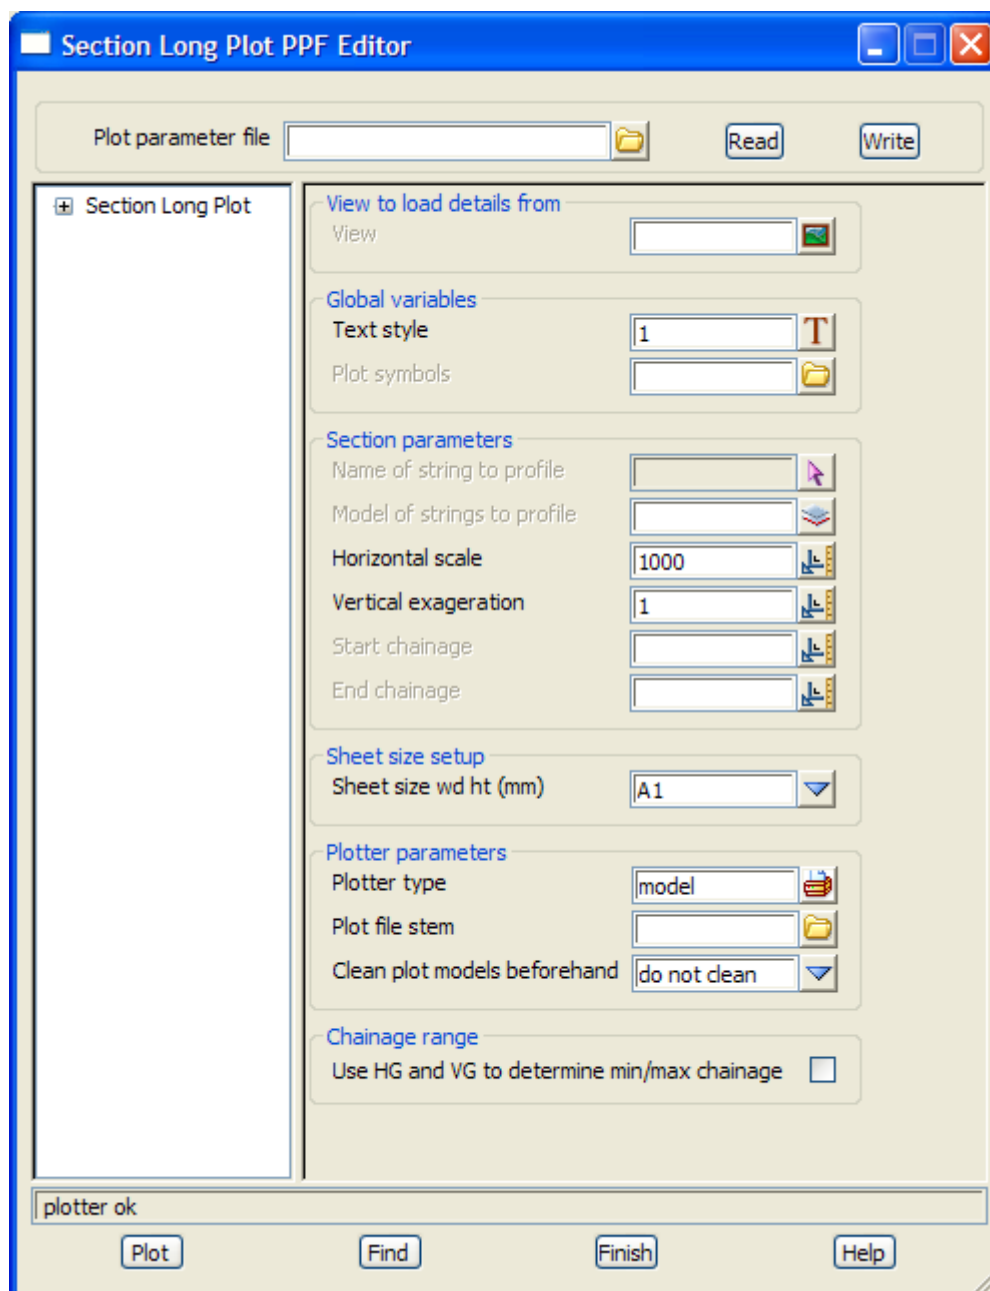 Section Long Plot PPF Editor
Plot parameter file Read Write
Section Long Plot
View to load details from
View
Global variables
Text style 1 T
Plot symbols
Section parameters
Name of string to profile
Model of strings to profile
Horizontal scale 1000
Vertical exageration 1
Start chainage
End chainage
Sheet size setup
Sheet size wd ht (mm) A1
Plotter parameters
Plotter type model
Plot file stem
Clean plot models beforehand do not clean
Chainage range
Use HG and VG to determine min/max chainage
plotter ok
Plot Find Finish Help